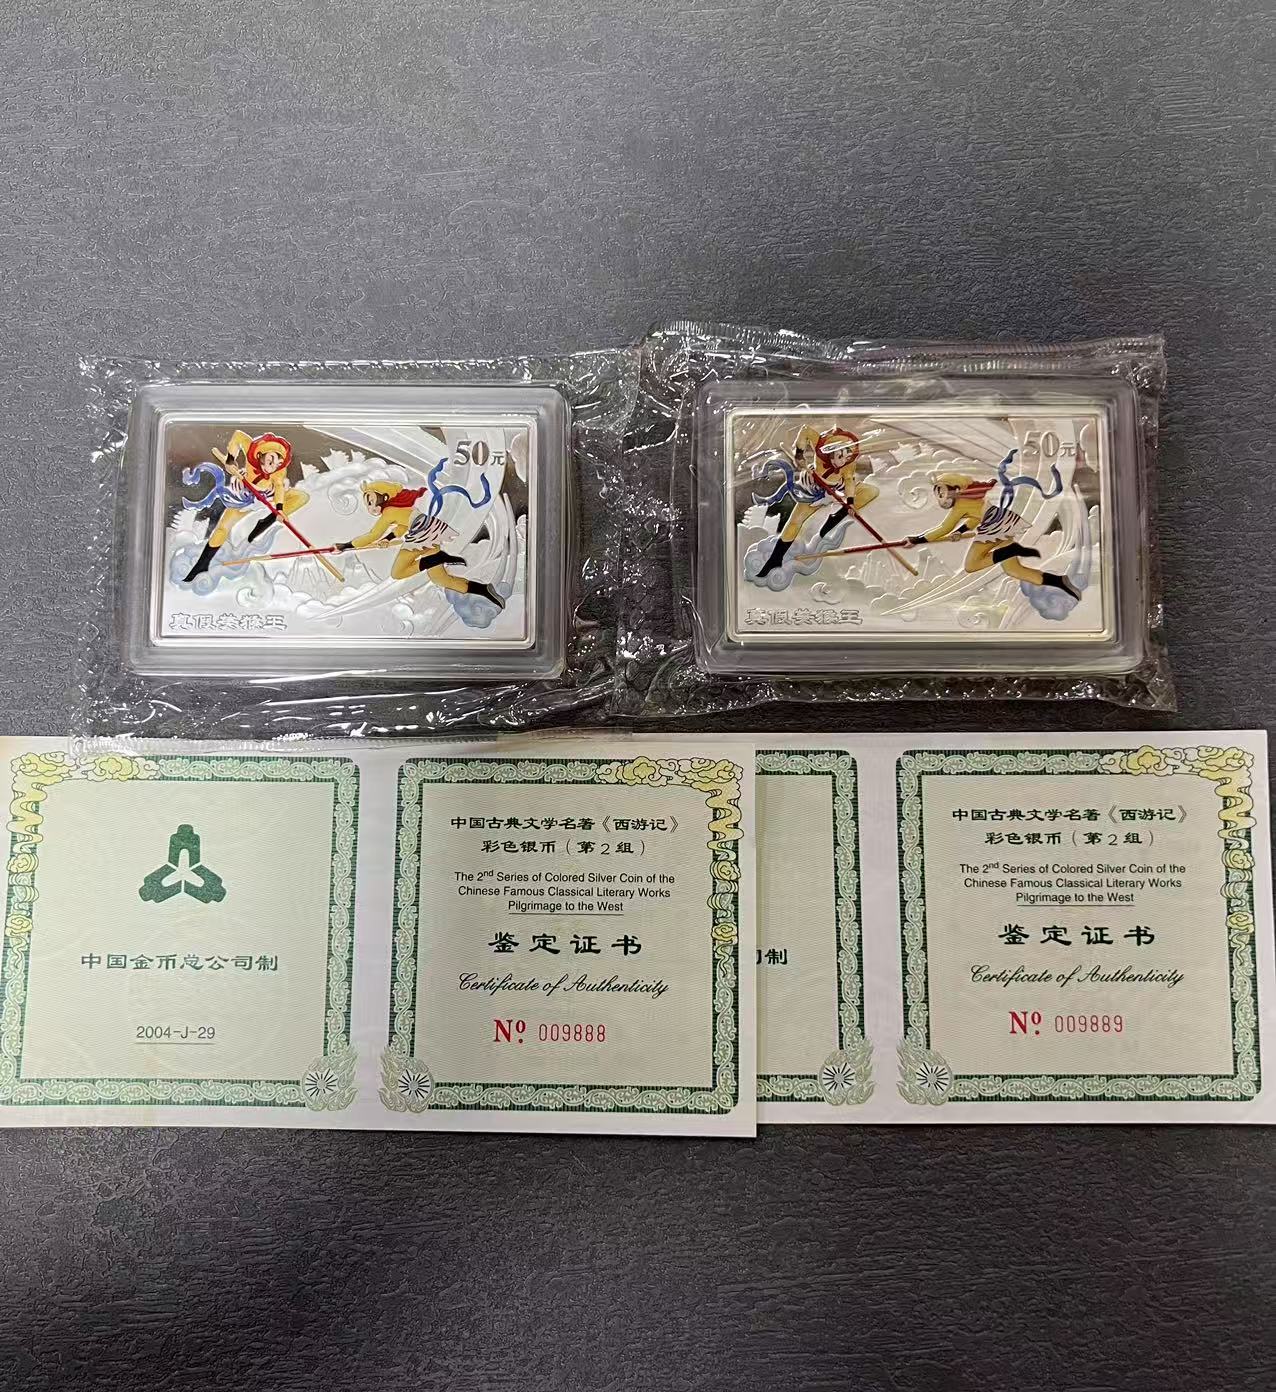 50元
真假美猴王
50元
真假美猴王
中国金币总公司制
2004-J-29
中国古典文学名著《西游记》
彩色银币（第2组）
The 2nd Series of Colored Silver Coin of the
Chinese Famous Classical Literary Works
Pilgrimage to the West
鉴定证书
Certificate of Authenticity
Nº. 009888
司制
中国古典文学名著《西游记》
彩色银币（第2组）
The 2nd Series of Colored Silver Coin of the
Chinese Famous Classical Literary Works
Pilgrimage to the West
鉴定证书
Certificate of Authenticity
Nº. 009889